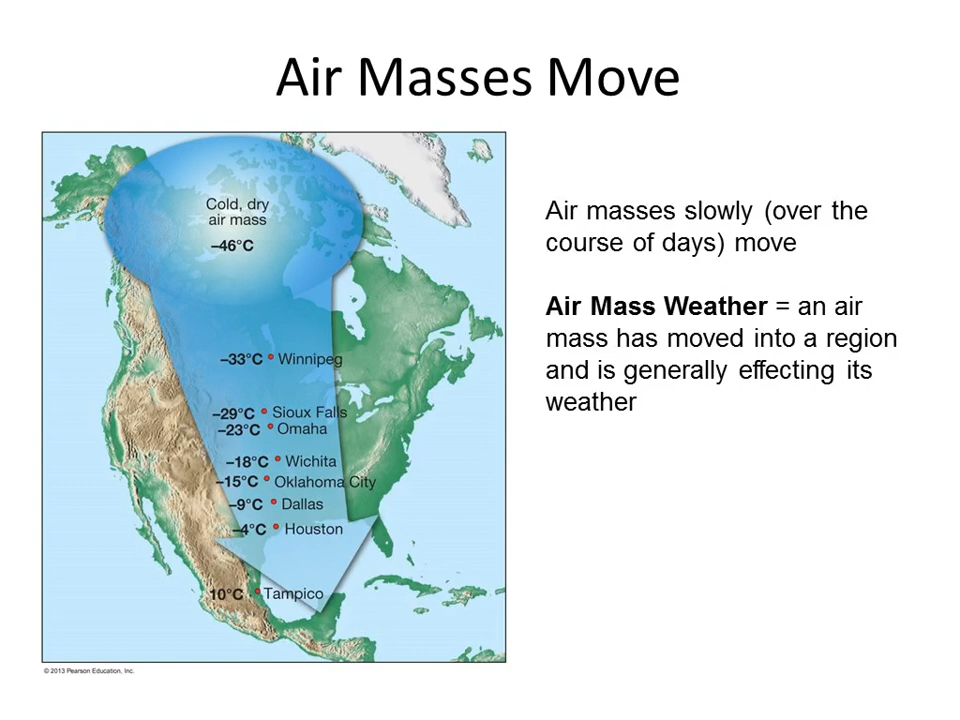 Air Masses Move
Cold, dry
air mass
–46°C
–33°C Winnipeg
–29°C Sioux Falls
–23°C Omaha
–18°C Wichita
–15°C Oklahoma City
–9°C Dallas
–4°C Houston
10°C Tampico
© 2013 Pearson Education, Inc.
Air masses slowly (over the
course of days) move
Air Mass Weather = an air
mass has moved into a region
and is generally effecting its
weather